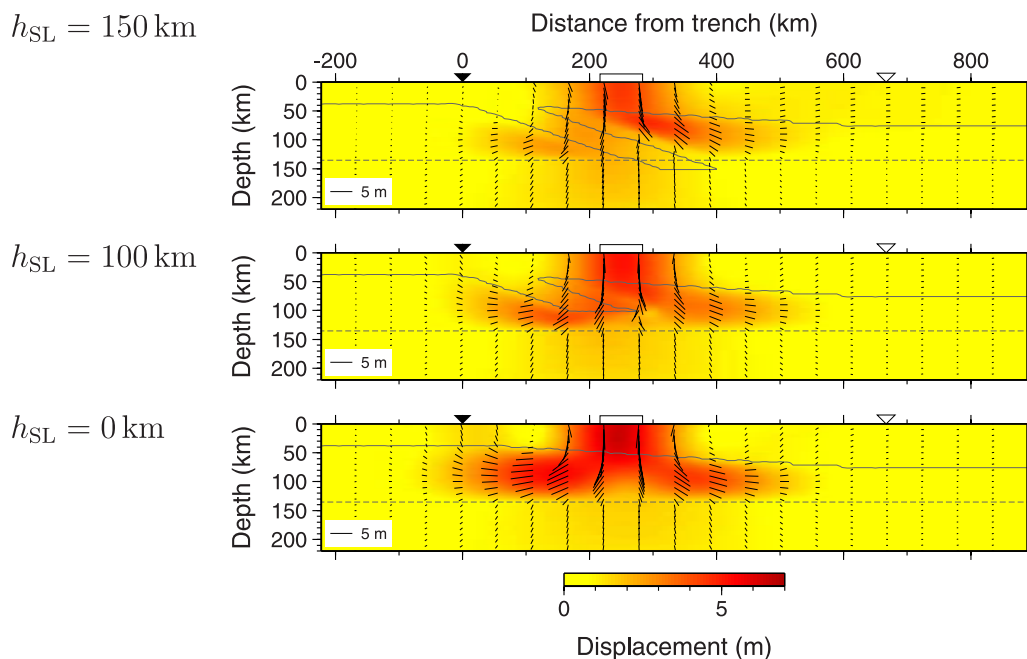 h_SL = 150 km
Distance from trench (km)
-200 0 200 400 600 800
Depth (km)
0
50
100
150
200
5 m
h_SL = 100 km
Depth (km)
0
50
100
150
200
5 m
h_SL = 0 km
Depth (km)
0
50
100
150
200
5 m
0 5
Displacement (m)